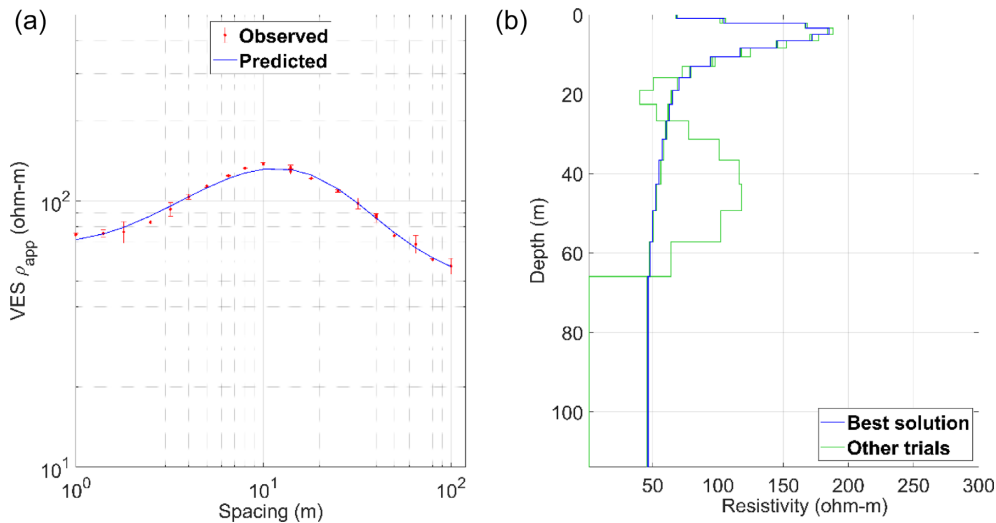 (a)
Observed
Predicted
VES ρapp (ohm-m)
10²
10¹
10⁰
10¹
10²
Spacing (m)
(b)
0
20
40
60
80
100
Depth (m)
Best solution
Other trials
50
100
150
200
250
300
Resistivity (ohm-m)